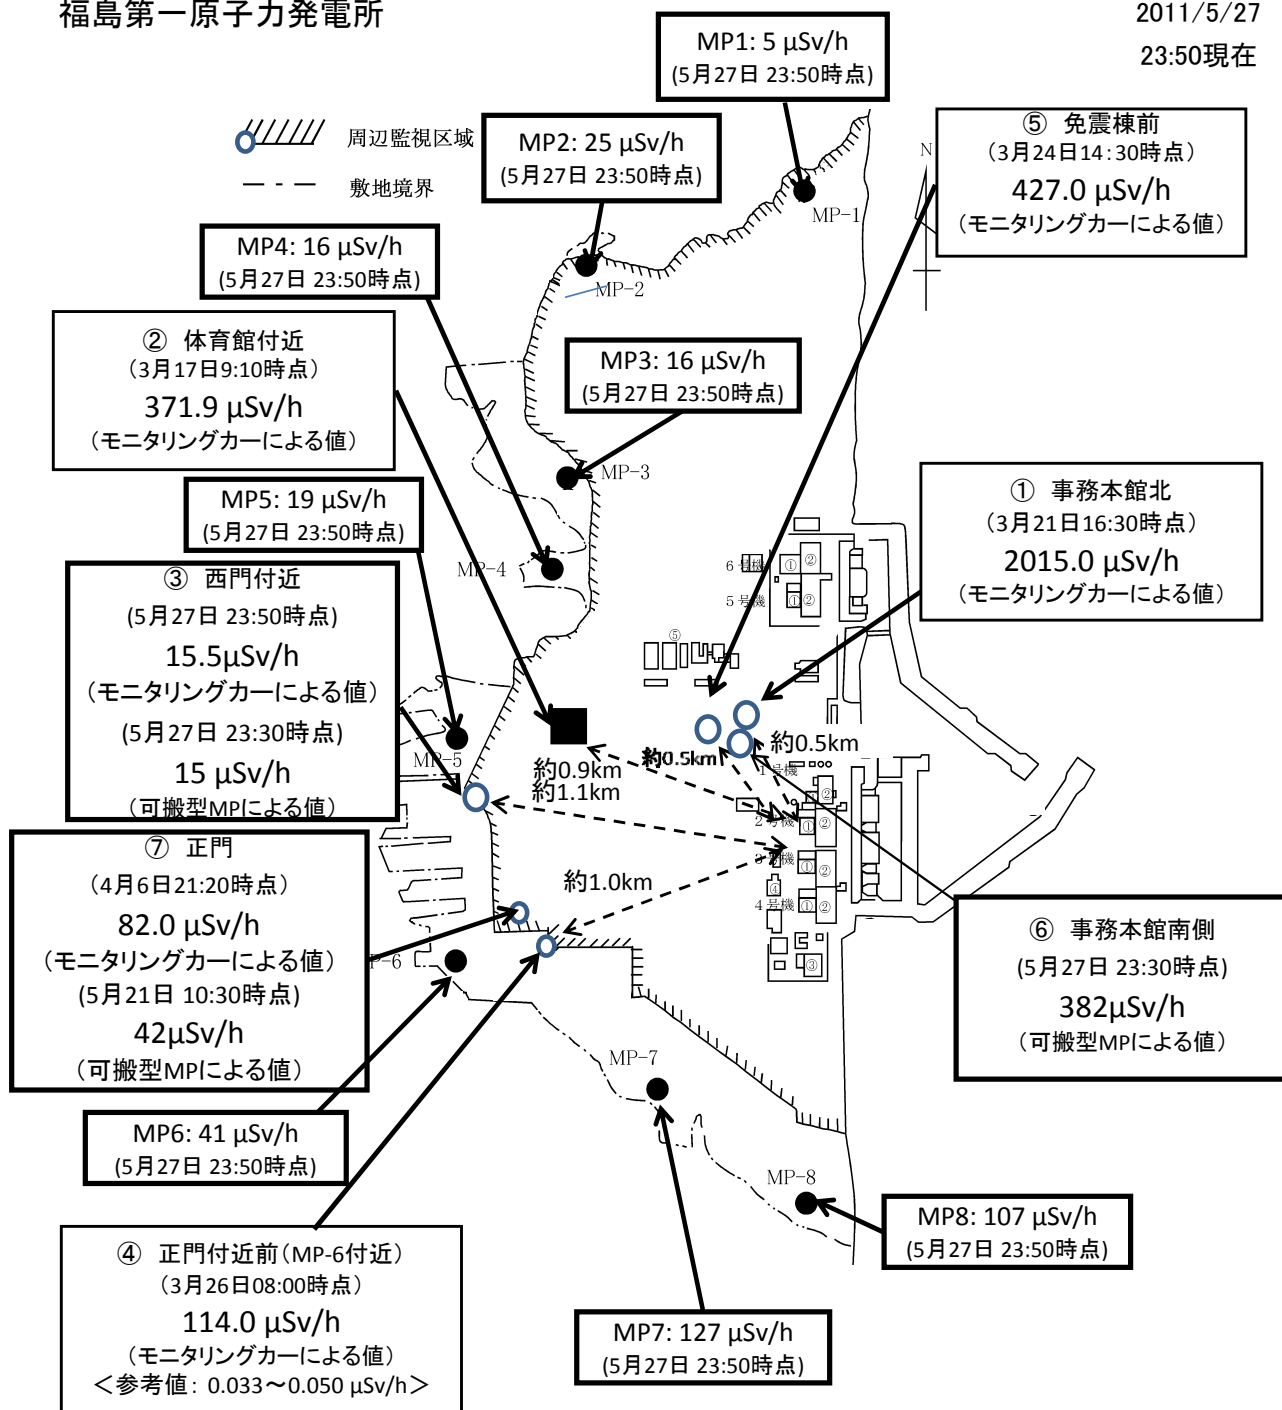 福島第一原子力発電所
2011/5/27
23:50現在
周辺監視区域
敷地境界
MP1: 5 μSv/h
(5月27日 23:50時点)
MP2: 25 μSv/h
(5月27日 23:50時点)
⑤ 免震棟前
(3月24日14:30時点)
427.0 μSv/h
(モニタリングカーによる値)
N
MP-1
MP4: 16 μSv/h
(5月27日 23:50時点)
MP-2
② 体育館付近
(3月17日9:10時点)
371.9 μSv/h
(モニタリングカーによる値)
MP3: 16 μSv/h
(5月27日 23:50時点)
MP-3
MP5: 19 μSv/h
(5月27日 23:50時点)
① 事務本館北
(3月21日16:30時点)
2015.0 μSv/h
(モニタリングカーによる値)
MP-4
6号機
① ②
5号機
① ②
③ 西門付近
(5月27日 23:50時点)
15.5μSv/h
(モニタリングカーによる値)
(5月27日 23:30時点)
15 μSv/h
(可搬型MPによる値)
⑤
MP-5
約0.9km
約1.1km
約0.5km
約0.5km
1号機
②
2号機
① ②
3号機
① ②
④
4号機
① ②
③
約1.0km
⑦ 正門
(4月6日21:20時点)
82.0 μSv/h
(モニタリングカーによる値)
(5月21日 10:30時点)
42μSv/h
(可搬型MPによる値)
P-6
⑥ 事務本館南側
(5月27日 23:30時点)
382μSv/h
(可搬型MPによる値)
MP-7
MP6: 41 μSv/h
(5月27日 23:50時点)
MP-8
MP8: 107 μSv/h
(5月27日 23:50時点)
④ 正門付近前(MP-6付近)
(3月26日08:00時点)
114.0 μSv/h
(モニタリングカーによる値)
<参考値: 0.033~0.050 μSv/h>
MP7: 127 μSv/h
(5月27日 23:50時点)